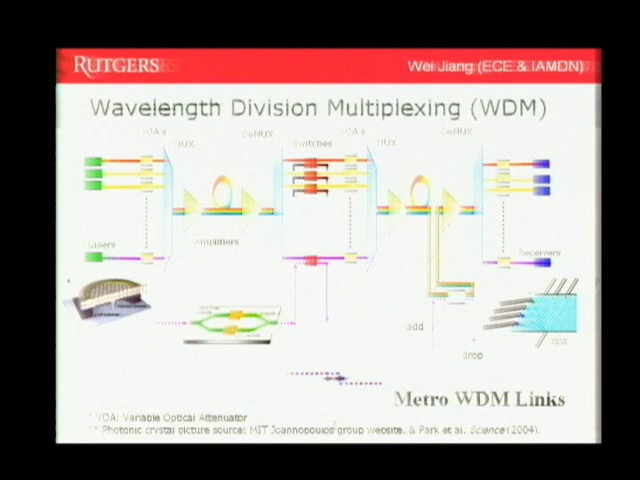 RUTGERS
Wei Jiang (ECE & IAMDN)
Wavelength Division Multiplexing (WDM)
VOA's MUX DeMUX Switches VOA's MUX DeMUX
Lasers Amplifiers Receivers
add
drop
input
Metro WDM Links
* VOA: Variable Optical Attenuator
** Photonic crystal picture source: MIT Joannopoulos group website, & Park et al. Science (2004).